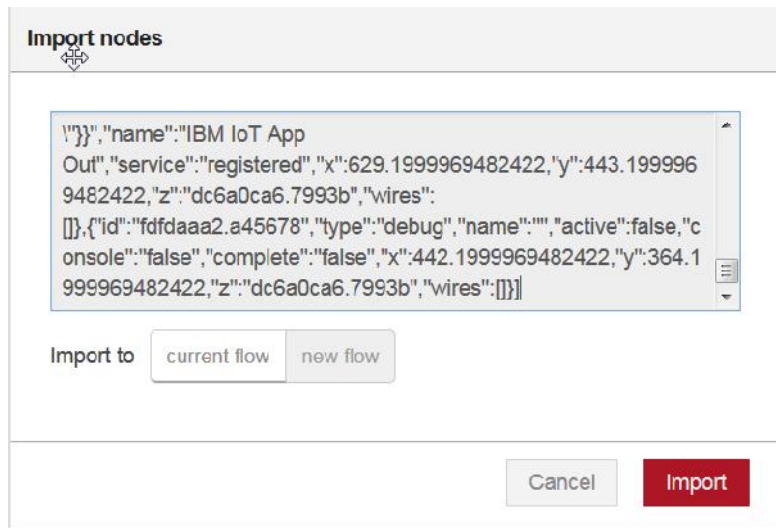 Import nodes
\"}}","name":"IBM IoT App
Out","service":"registered","x":629.1999969482422,"y":443.199996
9482422,"z":"dc6a0ca6.7993b","wires":
[]},{"id":"fdfdaaa2.a45678","type":"debug","name":"","active":false,"c
onsole":"false","complete":"false","x":442.1999969482422,"y":364.1
999969482422,"z":"dc6a0ca6.7993b","wires":[]}]
Import to current flow new flow
Cancel Import